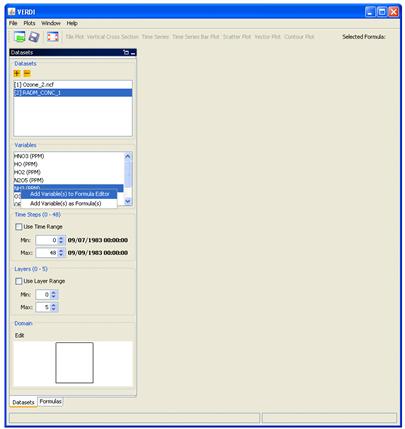 VERDI
File Plots Window Help
Tile Plot Vertical Cross Section Time Series Time Series Bar Plot Scatter Plot Vector Plot Contour Plot Selected Formula:
Datasets
Datasets
[1] Ozone_2.ncf
[2] RADM_CONC_1
Variables
HNO3 (PPM)
HO (PPM)
HO2 (PPM)
N2O5 (PPM)
Add Variable(s) to Formula Editor
Add Variable(s) as Formula(s)
Time Steps (0 - 48)
Use Time Range
Min: 0 09/07/1983 00:00:00
Max: 48 09/09/1983 00:00:00
Layers (0 - 5)
Use Layer Range
Min: 0
Max: 5
Domain
Edit
Datasets Formulas